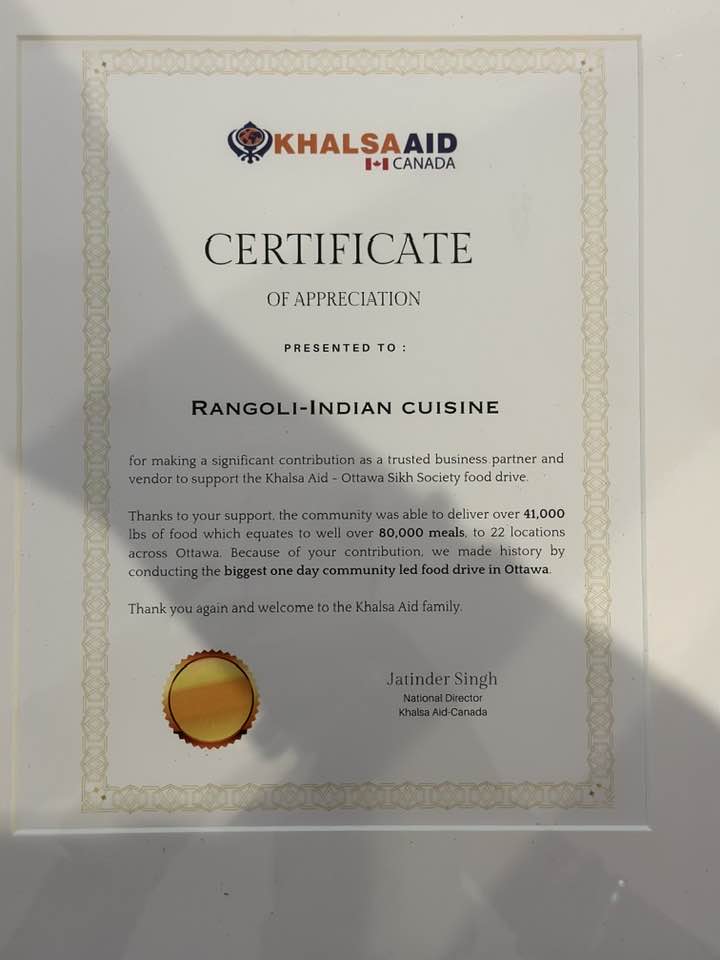 KHALSAAID
CANADA
CERTIFICATE
OF APPRECIATION
PRESENTED TO :
RANGOLI-INDIAN CUISINE
for making a significant contribution as a trusted business partner and
vendor to support the Khalsa Aid - Ottawa Sikh Society food drive.
Thanks to your support, the community was able to deliver over 41,000
lbs of food which equates to well over 80,000 meals, to 22 locations
across Ottawa. Because of your contribution, we made history by
conducting the biggest one day community led food drive in Ottawa.
Thank you again and welcome to the Khalsa Aid family.
Jatinder Singh
National Director
Khalsa Aid-Canada